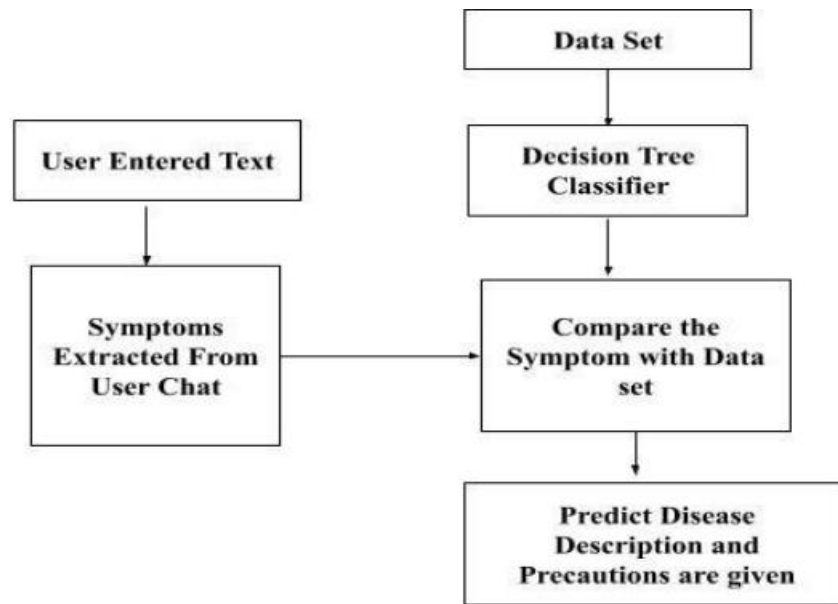 Data Set
User Entered Text
Decision Tree
Classifier
Symptoms
Extracted From
User Chat
Compare the
Symptom with Data
set
Predict Disease
Description and
Precautions are given